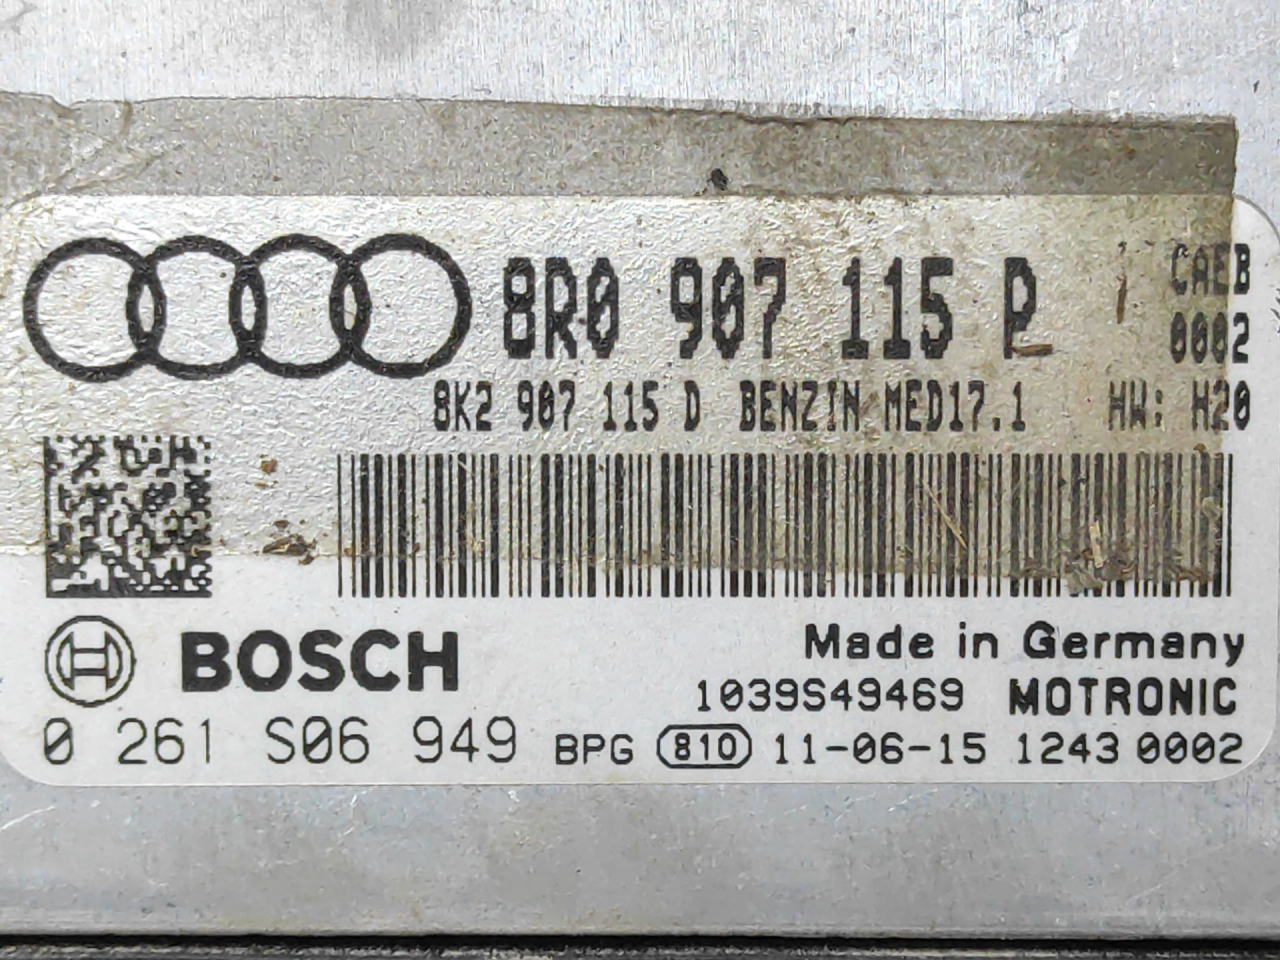 8R0 907 115 P CAEB
0002
8K2 907 115 D BENZIN MED17.1 HW: H20
BOSCH
Made in Germany
1039S49469 MOTRONIC
0 261 S06 949 BPG 810 11-06-15 1243 0002